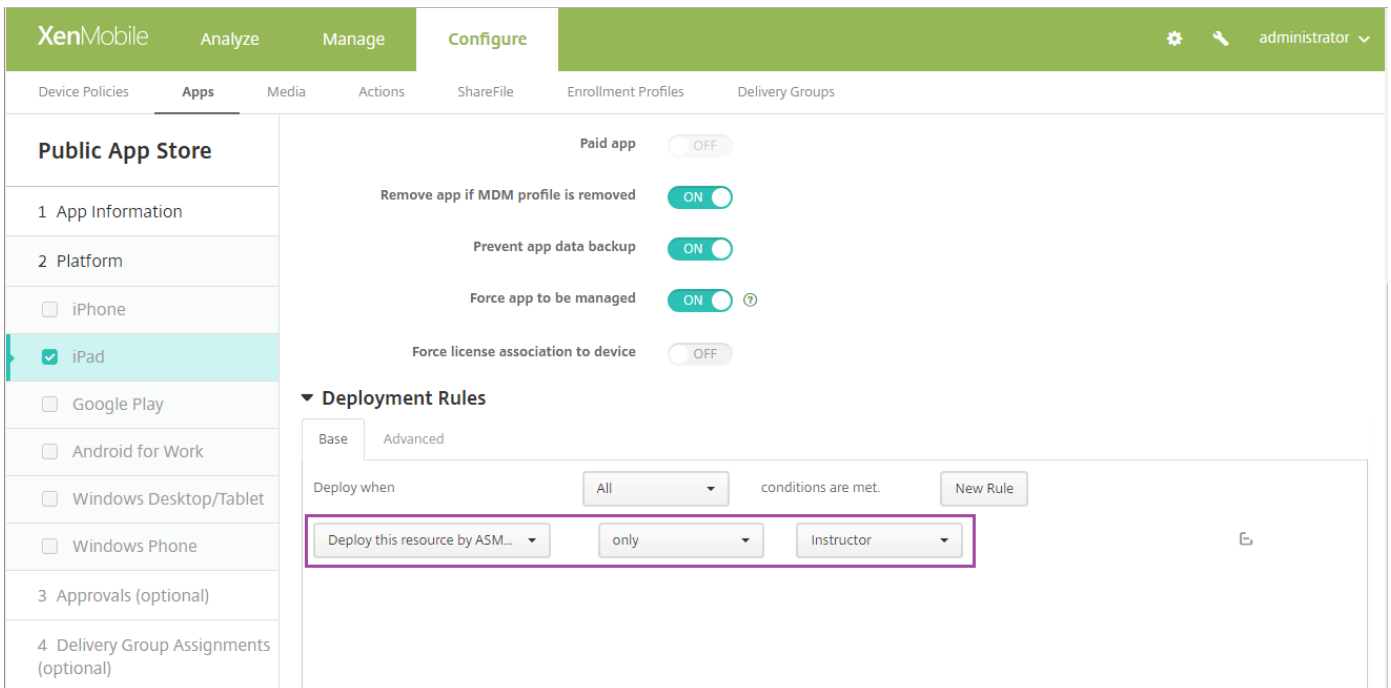 XenMobile Analyze Manage Configure administrator
Device Policies Apps Media Actions ShareFile Enrollment Profiles Delivery Groups
Public App Store
1 App Information
2 Platform
iPhone
iPad
Google Play
Android for Work
Windows Desktop/Tablet
Windows Phone
3 Approvals (optional)
4 Delivery Group Assignments
(optional)
Paid app OFF
Remove app if MDM profile is removed ON
Prevent app data backup ON
Force app to be managed ON ?
Force license association to device OFF
Deployment Rules
Base Advanced
Deploy when All conditions are met. New Rule
Deploy this resource by ASM... only Instructor